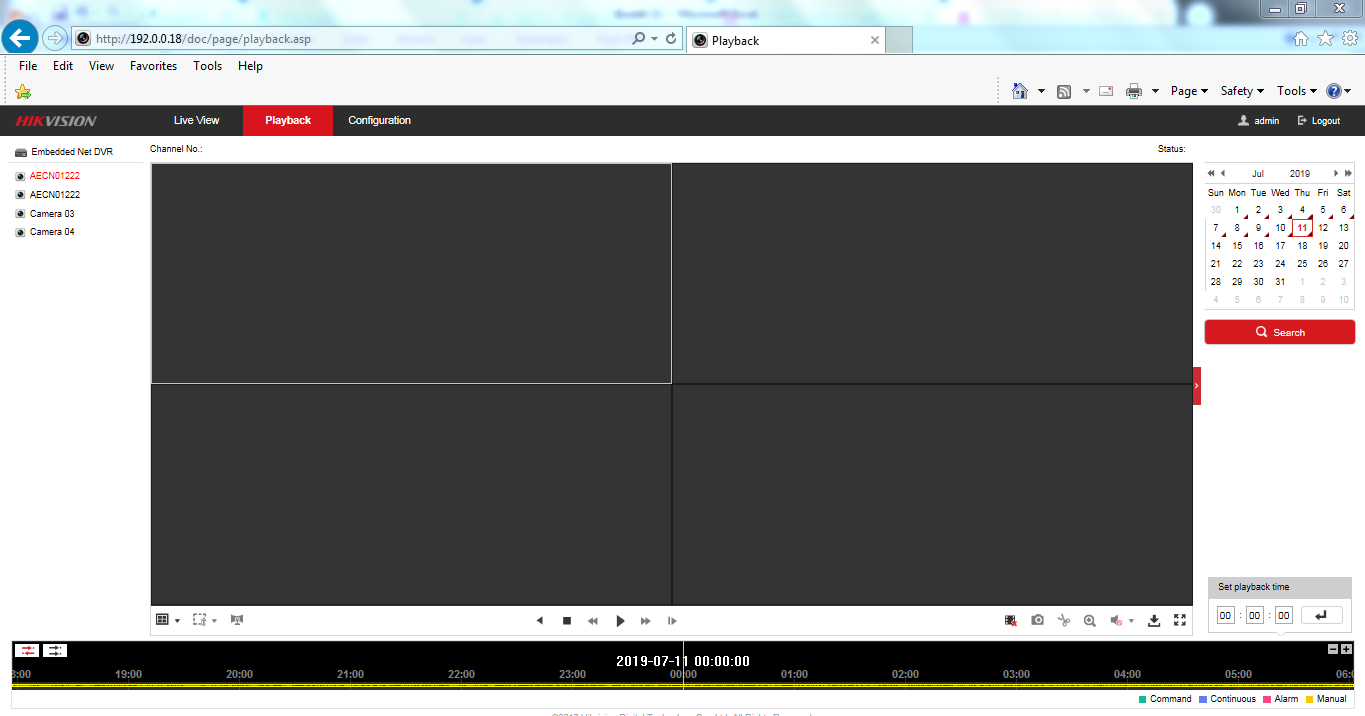 http://192.0.0.18/doc/page/playback.asp
Playback
File Edit View Favorites Tools Help
Page Safety Tools
HIKVISION Live View Playback Configuration admin Logout
Embedded Net DVR
AECN01222
AECN01222
Camera 03
Camera 04
Channel No.: Status:
Jul 2019
Sun Mon Tue Wed Thu Fri Sat
30 1 2 3 4 5 6
7 8 9 10 11 12 13
14 15 16 17 18 19 20
21 22 23 24 25 26 27
28 29 30 31 1 2 3
4 5 6 7 8 9 10
Search
Set playback time
00 : 00 : 00
2019-07-11 00:00:00
8:00 19:00 20:00 21:00 22:00 23:00 00:00 01:00 02:00 03:00 04:00 05:00 06:0
Command Continuous Alarm Manual